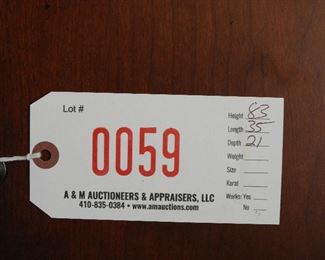 Lot #
0059
A & M AUCTIONEERS & APPRAISERS, LLC
410-835-0384 • www.amauctions.com
Height 83
Length 35
Depth 21
Weight
Size
Karat
Works: Yes
No